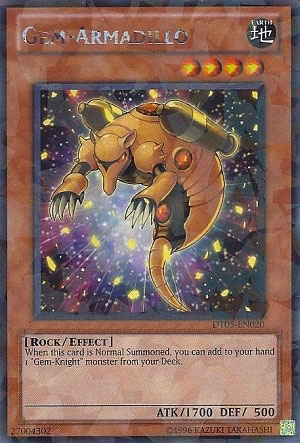 GEM-ARMADILLO
EARTH
地
DT05-EN020
[ROCK/EFFECT]
When this card is Normal Summoned, you can add to your hand
1 "Gem-Knight" monster from your Deck.
ATK/1700 DEF/ 500
27004302
©1996 KAZUKI TAKAHASHI